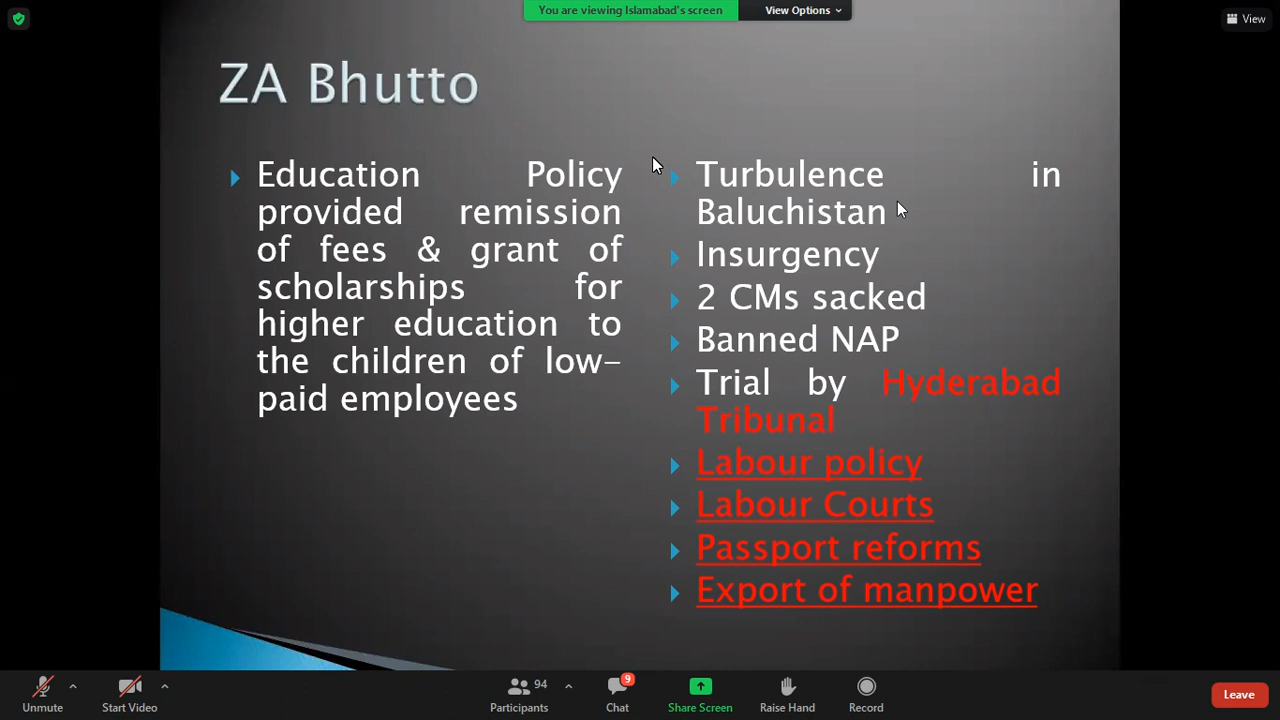 You are viewing Islamabad's screen
View Options
View
ZA Bhutto
Education Policy
provided remission
of fees & grant of
scholarships for
higher education to
the children of low-
paid employees
Turbulence in
Baluchistan
Insurgency
2 CMs sacked
Banned NAP
Trial by Hyderabad
Tribunal
Labour policy
Labour Courts
Passport reforms
Export of manpower
Unmute
Start Video
94
Participants
9
Chat
Share Screen
Raise Hand
Record
Leave